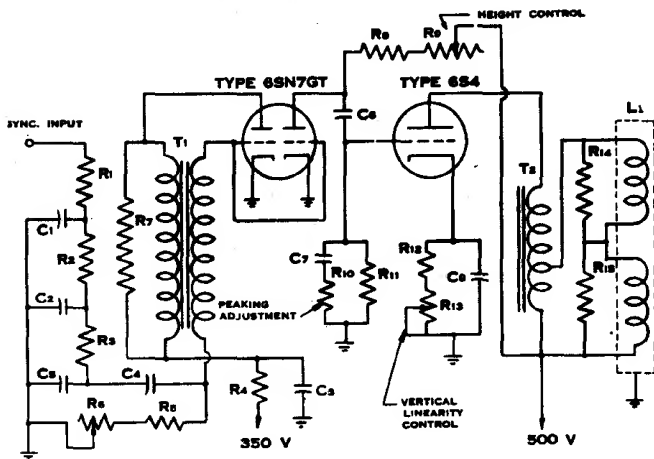 HEIGHT CONTROL
R8
R9
TYPE 6SN7GT
TYPE 6S4
C6
L1
SYNC. INPUT
T1
R1
R7
T2
R14
C1
R2
C7
R10
R11
R12
R13
C8
R15
PEAKING
ADJUSTMENT
C2
R3
C5
C4
R4
C3
VERTICAL
LINEARITY
CONTROL
R6
R5
350 V
500 V